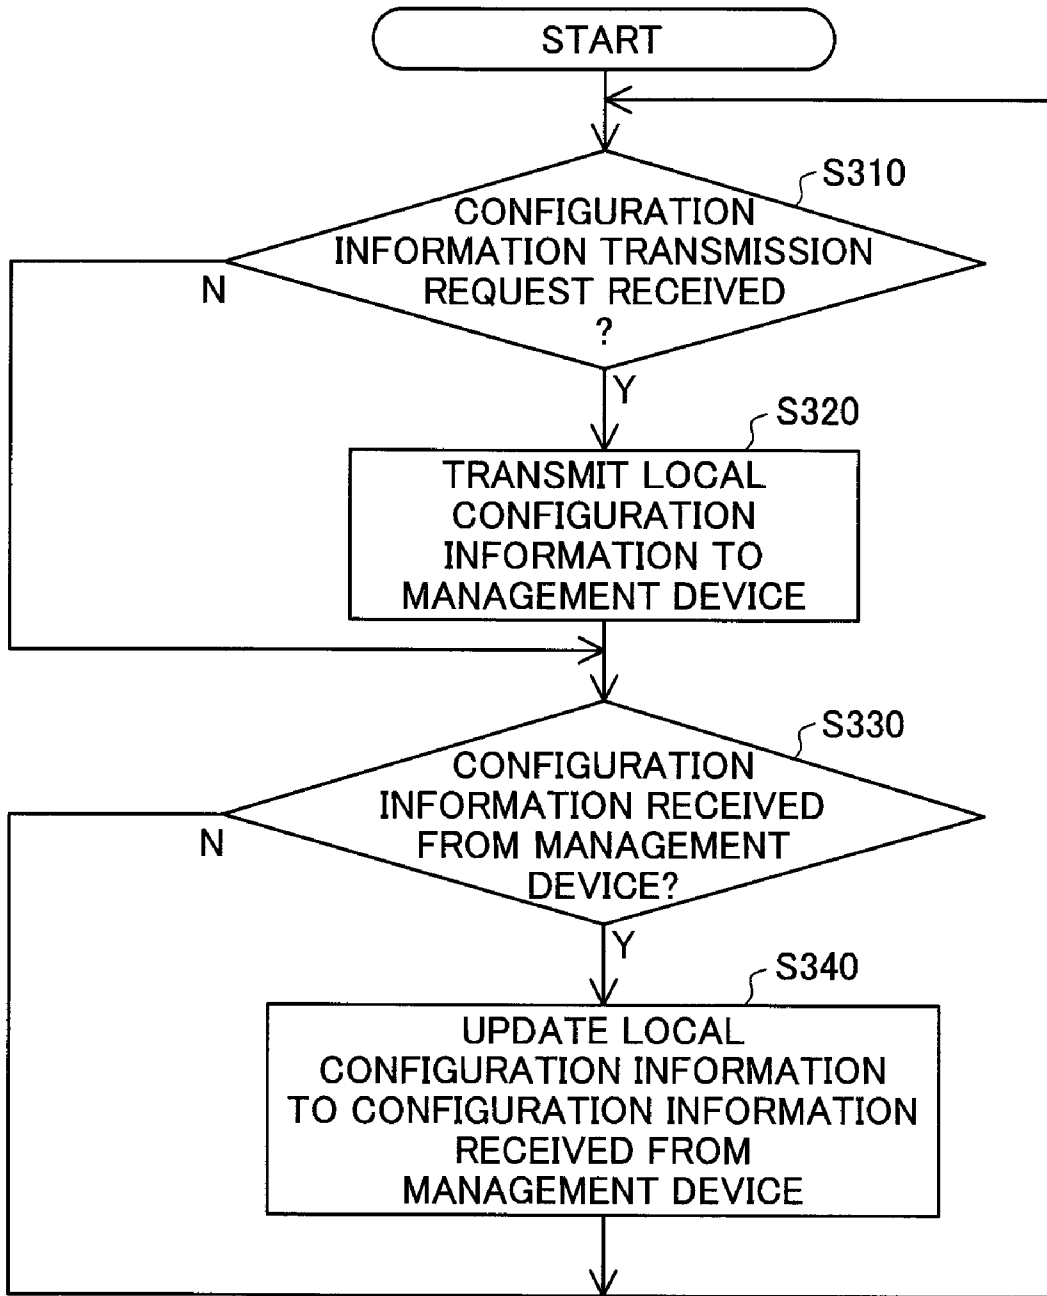 START
S310
CONFIGURATION
INFORMATION TRANSMISSION
REQUEST RECEIVED
?
N
Y
S320
TRANSMIT LOCAL
CONFIGURATION
INFORMATION TO
MANAGEMENT DEVICE
S330
CONFIGURATION
INFORMATION RECEIVED
FROM MANAGEMENT
DEVICE?
N
Y
S340
UPDATE LOCAL
CONFIGURATION INFORMATION
TO CONFIGURATION INFORMATION
RECEIVED FROM
MANAGEMENT DEVICE